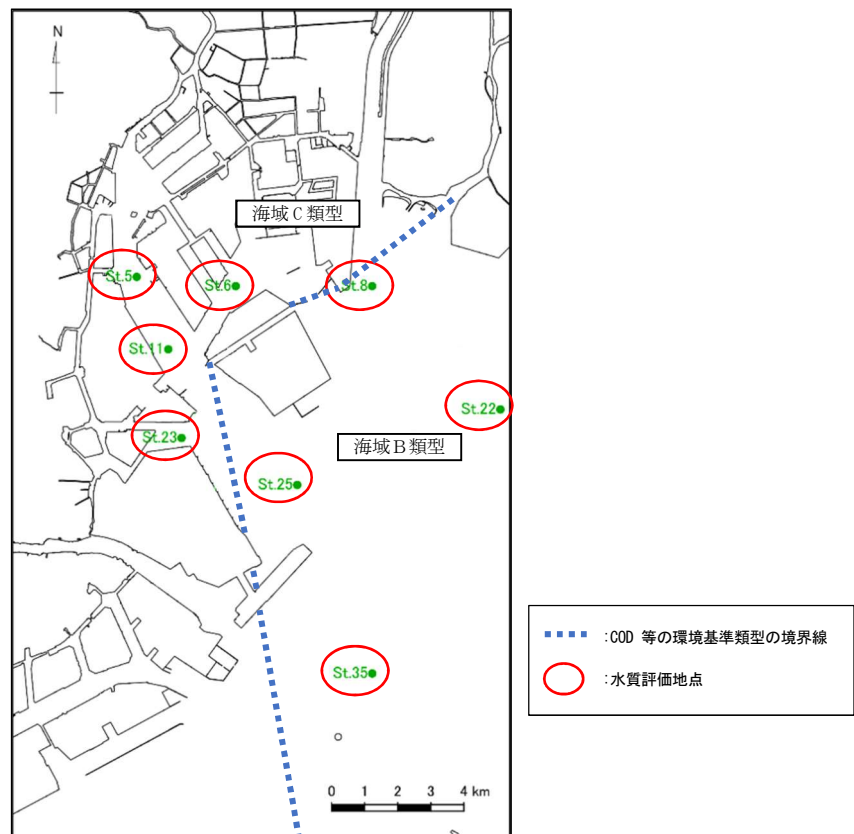 N
海域C類型
St.5
St.6
St.8
St.11
St.22
St.23
海域B類型
St.25
St.35
0 1 2 3 4 km
:COD 等の環境基準類型の境界線
:水質評価地点